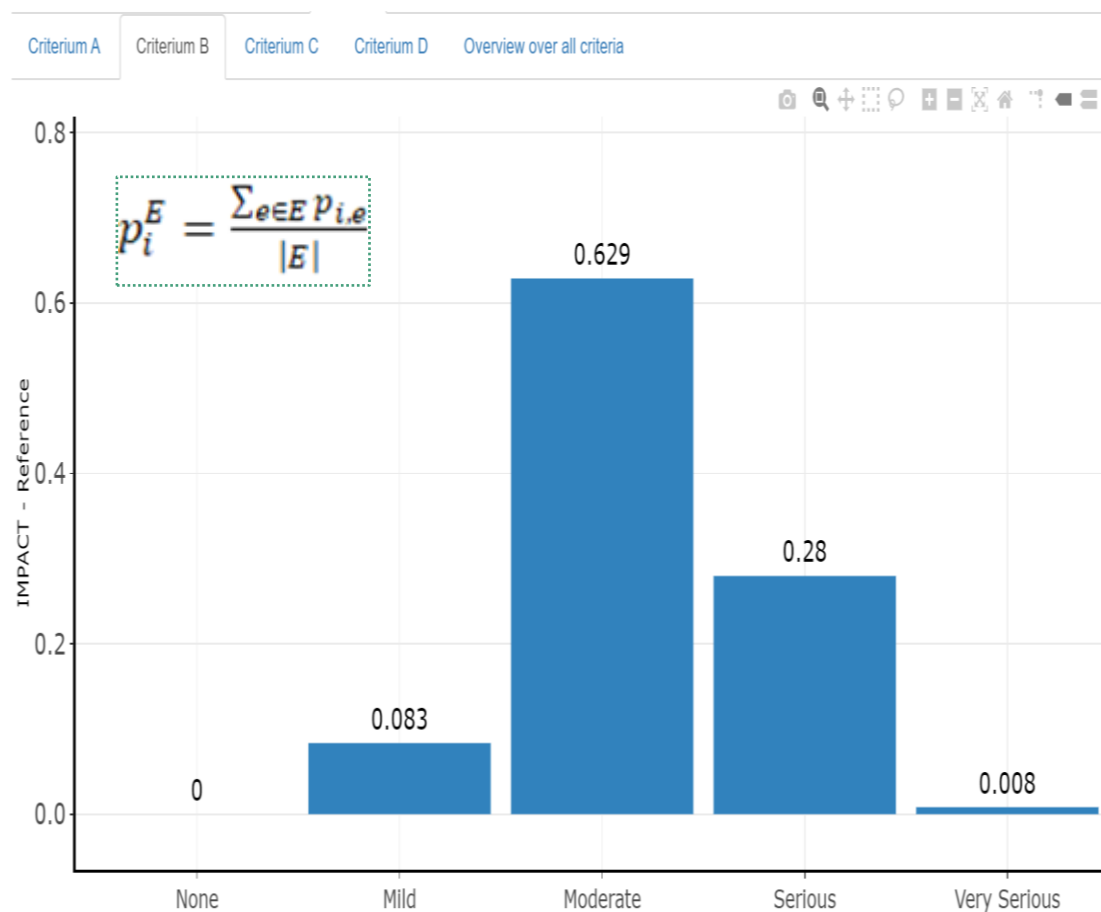 Criterium A Criterium B Criterium C Criterium D Overview over all criteria
0.8
p_i^E = \frac{∑_{e∈E} p_{i,e}}{|E|}
0.629
0.6
IMPACT - Reference
0.4
0.28
0.2
0.083
0.008
0
0.0
None Mild Moderate Serious Very Serious